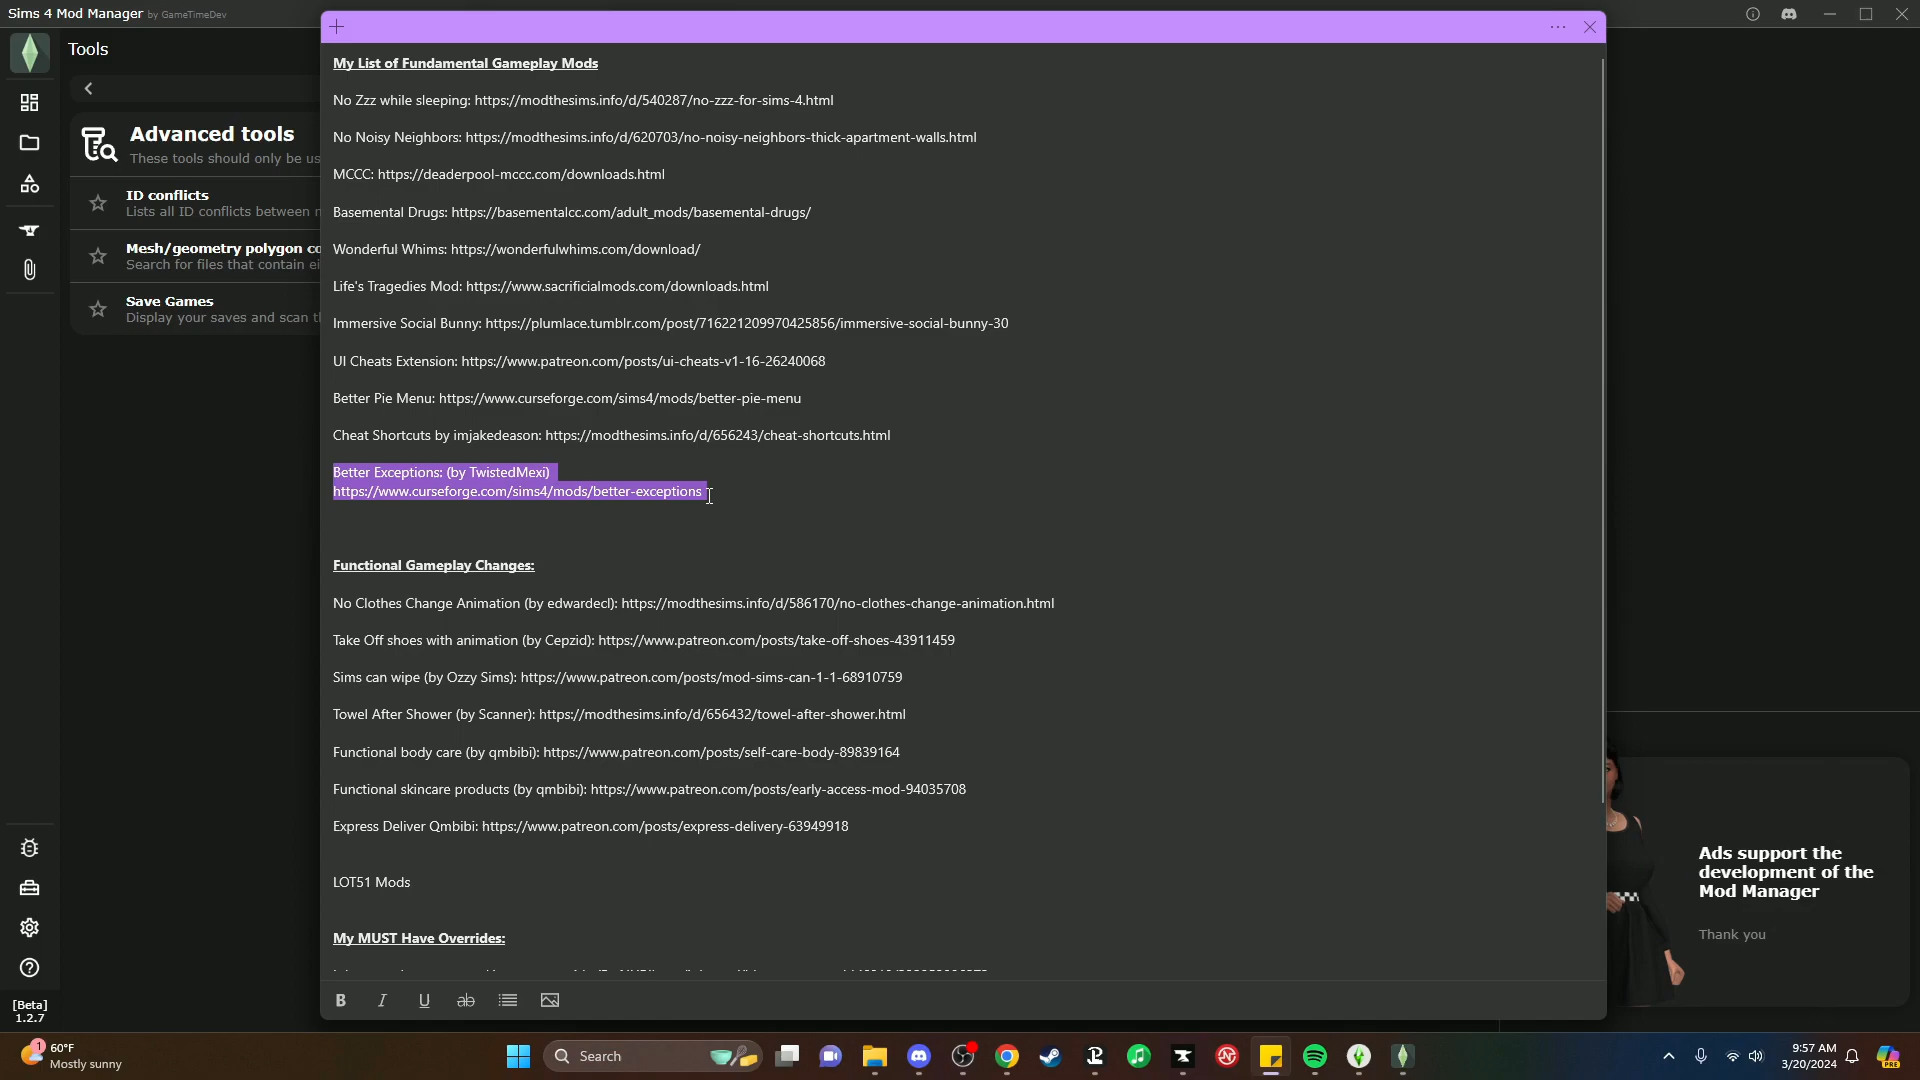 Sims 4 Mod Manager by GameTimeDev
Tools
Advanced tools
These tools should only be us
ID conflicts
Lists all ID conflicts between
Mesh/geometry polygon co
Search for files that contain ei
Save Games
Display your saves and scan
[Beta]
1.2.7
My List of Fundamental Gameplay Mods
No Zzz while sleeping: https://modthesims.info/d/540287/no-zzz-for-sims-4.html
No Noisy Neighbors: https://modthesims.info/d/620703/no-noisy-neighbors-thick-apartment-walls.html
MCCC: https://deaderpool-mccc.com/downloads.html
Basemental Drugs: https://basementalcc.com/adult_mods/basemental-drugs/
Wonderful Whims: https://wonderfulwhims.com/download/
Life's Tragedies Mod: https://www.sacrificialmods.com/downloads.html
Immersive Social Bunny: https://plumlace.tumblr.com/post/716221209970425856/immersive-social-bunny-30
UI Cheats Extension: https://www.patreon.com/posts/ui-cheats-v1-16-26240068
Better Pie Menu: https://www.curseforge.com/sims4/mods/better-pie-menu
Cheat Shortcuts by imjakedeason: https://modthesims.info/d/656243/cheat-shortcuts.html
Better Exceptions: (by TwistedMexi)
https://www.curseforge.com/sims4/mods/better-exceptions
Functional Gameplay Changes:
No Clothes Change Animation (by edwardecl): https://modthesims.info/d/586170/no-clothes-change-animation.html
Take Off shoes with animation (by Cepzid): https://www.patreon.com/posts/take-off-shoes-43911459
Sims can wipe (by Ozzy Sims): https://www.patreon.com/posts/mod-sims-can-1-1-68910759
Towel After Shower (by Scanner): https://modthesims.info/d/656432/towel-after-shower.html
Functional body care (by qmbibi): https://www.patreon.com/posts/self-care-body-89839164
Functional skincare products (by qmbibi): https://www.patreon.com/posts/early-access-mod-94035708
Express Deliver Qmbibi: https://www.patreon.com/posts/express-delivery-63949918
LOT51 Mods
My MUST Have Overrides:
B I U ab
Ads support the
development of the
Mod Manager
Thank you
1
60°F
Mostly sunny
Search
9:57 AM
3/20/2024
PRE